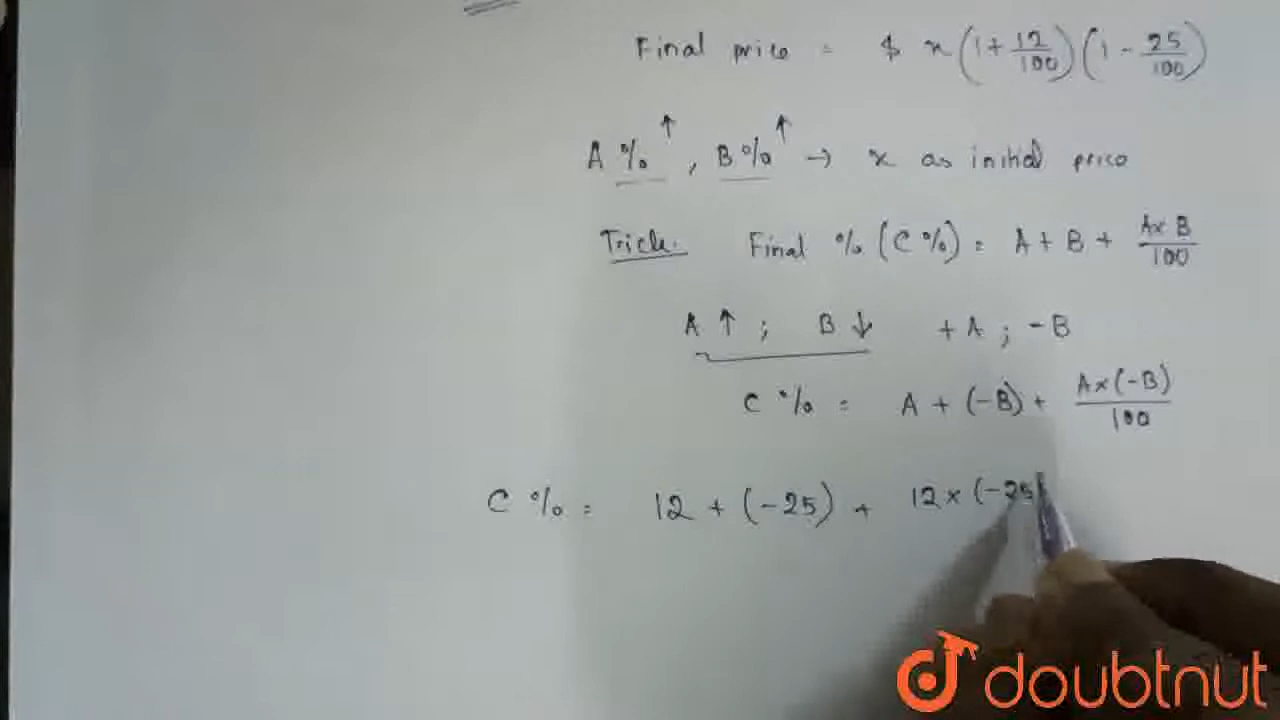 Final price = $ x (1 + 12/100) (1 - 25/100)
A% ↑ , B% ↑ → x as initial price
Trick. Final % (C%) = A + B + A×B/100
A ↑ ; B ↓ +A ; -B
C% = A + (-B) + A×(-B)/100
C% = 12 + (-25) + 12×(-25)
doubtnut